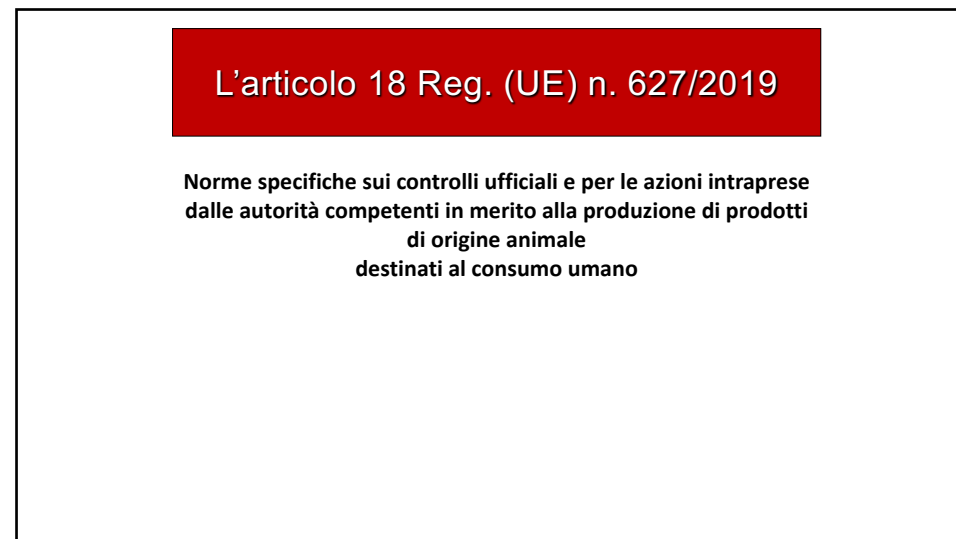 L’articolo 18 Reg. (UE) n. 627/2019
Norme specifiche sui controlli ufficiali e per le azioni intraprese
dalle autorità competenti in merito alla produzione di prodotti
di origine animale
destinati al consumo umano